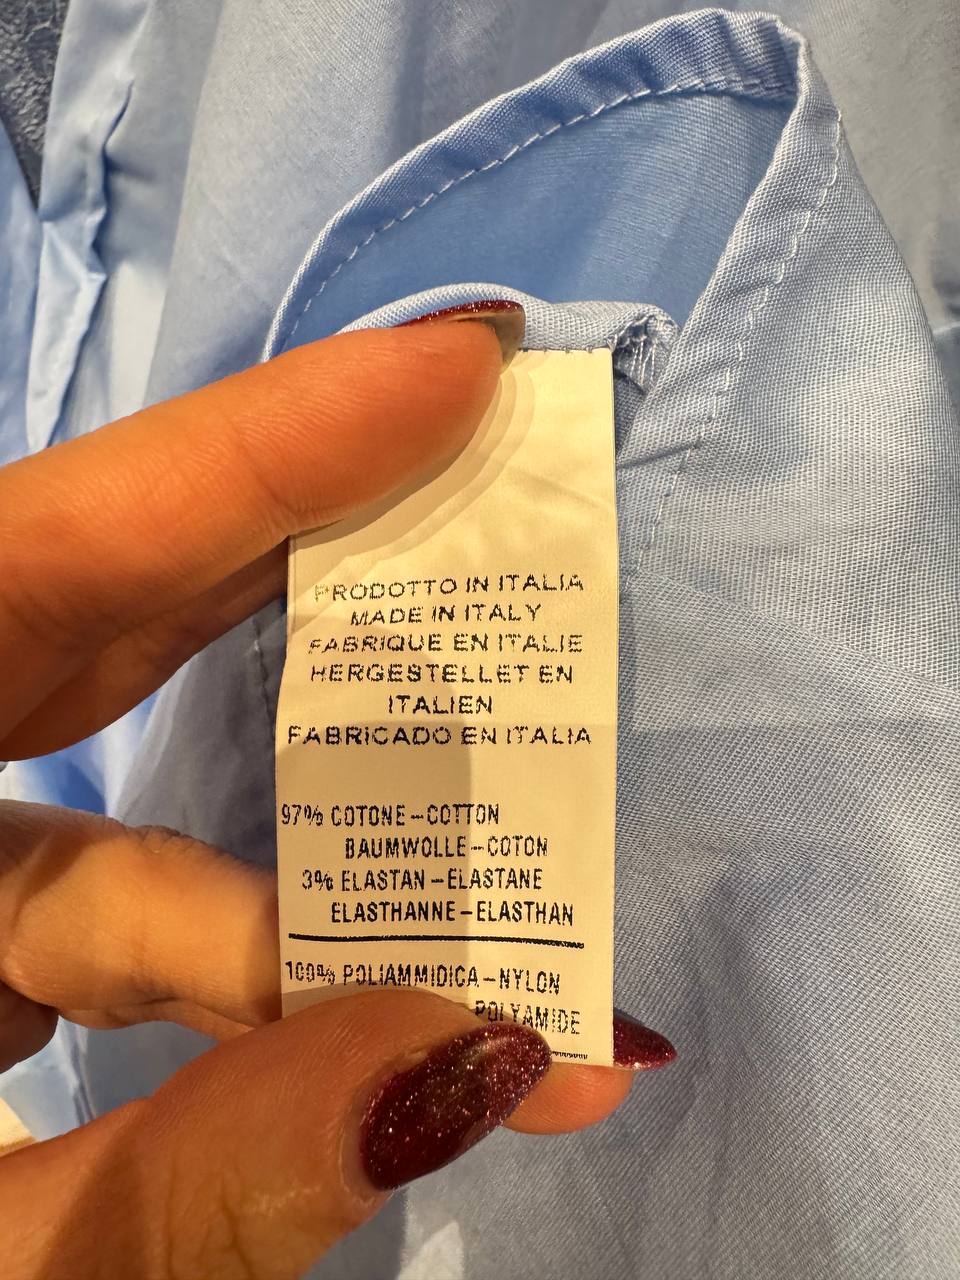 PRODOTTO IN ITALIA
MADE IN ITALY
FABRIQUE EN ITALIE
HERGESTELLET EN
ITALIEN
FABRICADO EN ITALIA
97% COTONE-COTTON
BAUMWOLLE-COTON
3% ELASTAN-ELASTANE
ELASTHANNE-ELASTHAN
100% POLIAMMIDICA-NYLON
POLYAMIDE